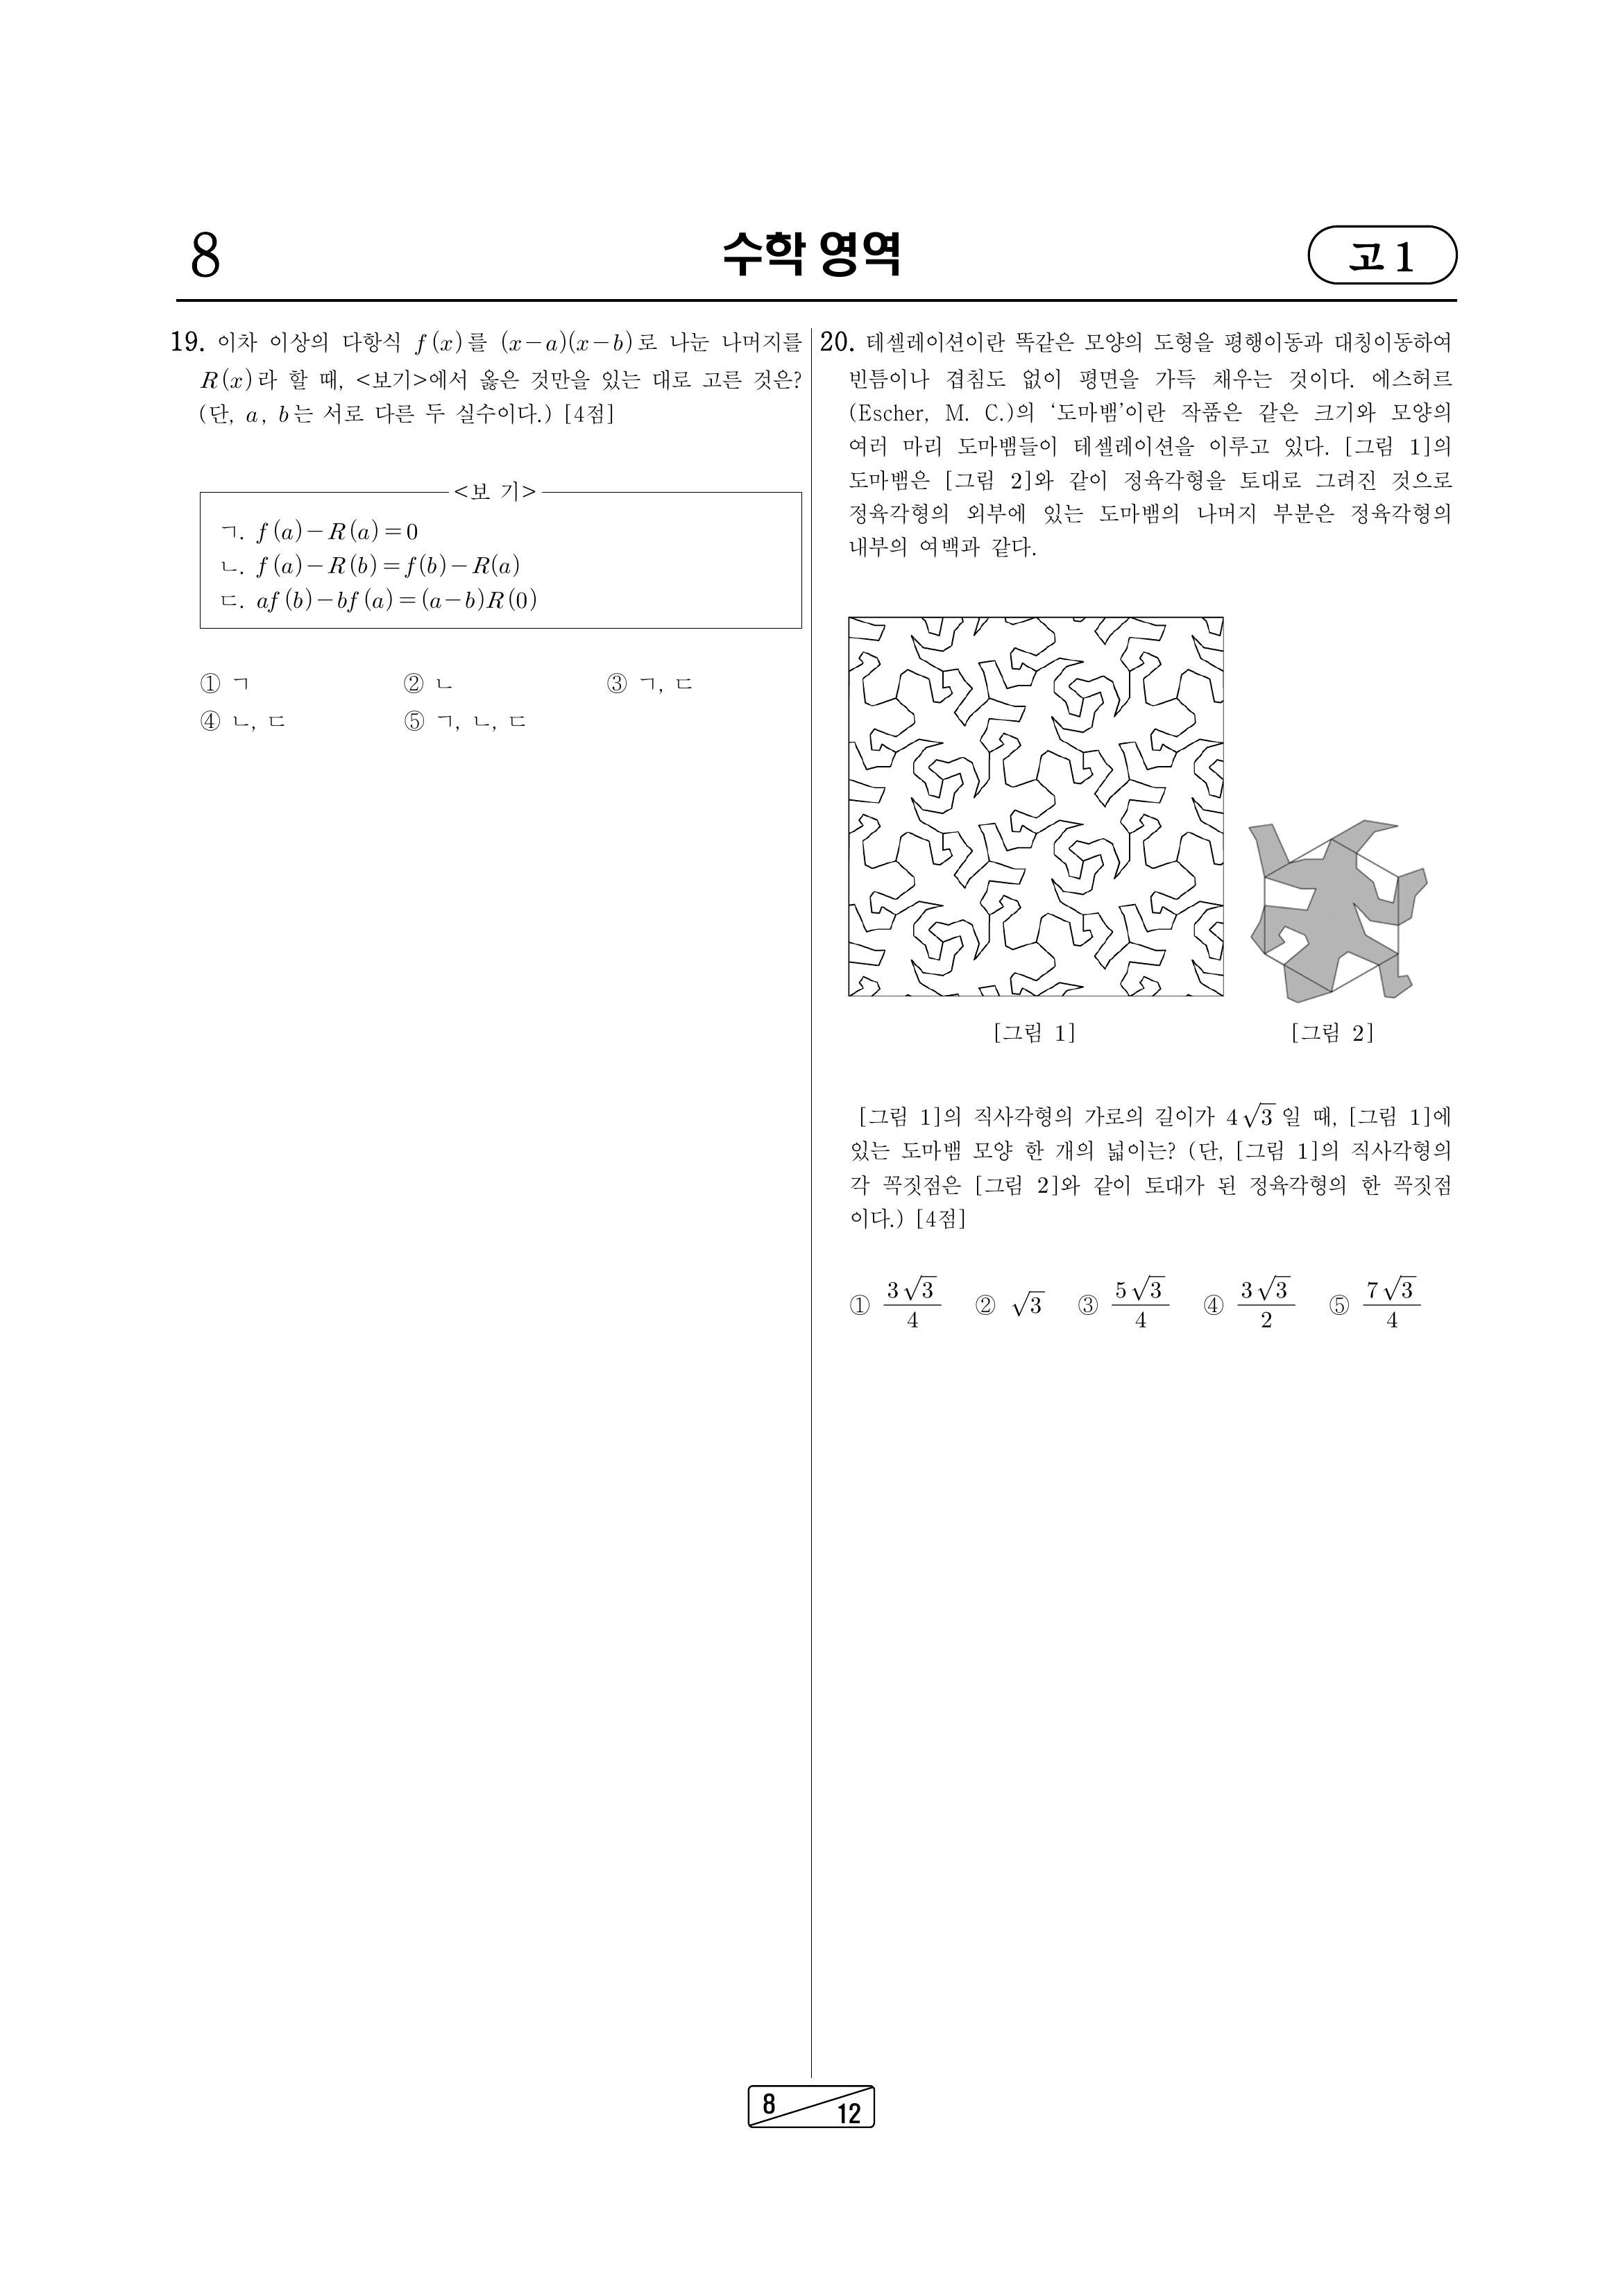 8
수학 영역
고 1
19. 이차 이상의 다항식 f(x)를 (x-a)(x-b)로 나눈 나머지를
R(x)라 할 때, <보기>에서 옳은 것만을 있는 대로 고른 것은?
(단, a, b는 서로 다른 두 실수이다.) [4점]
<보 기>
ㄱ. f(a)-R(a)=0
ㄴ. f(a)-R(b)=f(b)-R(a)
ㄷ. af(b)-bf(a)=(a-b)R(0)
① ㄱ ② ㄴ ③ ㄱ, ㄷ
④ ㄴ, ㄷ ⑤ ㄱ, ㄴ, ㄷ
20. 테셀레이션이란 똑같은 모양의 도형을 평행이동과 대칭이동하여
빈틈이나 겹침도 없이 평면을 가득 채우는 것이다. 에스허르
(Escher, M. C.)의 ‘도마뱀’이란 작품은 같은 크기와 모양의
여러 마리 도마뱀들이 테셀레이션을 이루고 있다. [그림 1]의
도마뱀은 [그림 2]와 같이 정육각형을 토대로 그려진 것으로
정육각형의 외부에 있는 도마뱀의 나머지 부분은 정육각형의
내부의 여백과 같다.
[그림 1] [그림 2]
[그림 1]의 직사각형의 가로의 길이가 4√3일 때, [그림 1]에
있는 도마뱀 모양 한 개의 넓이는? (단, [그림 1]의 직사각형의
각 꼭짓점은 [그림 2]와 같이 토대가 된 정육각형의 한 꼭짓점
이다.) [4점]
① 3√3/4 ② √3 ③ 5√3/4 ④ 3√3/2 ⑤ 7√3/4
8 12